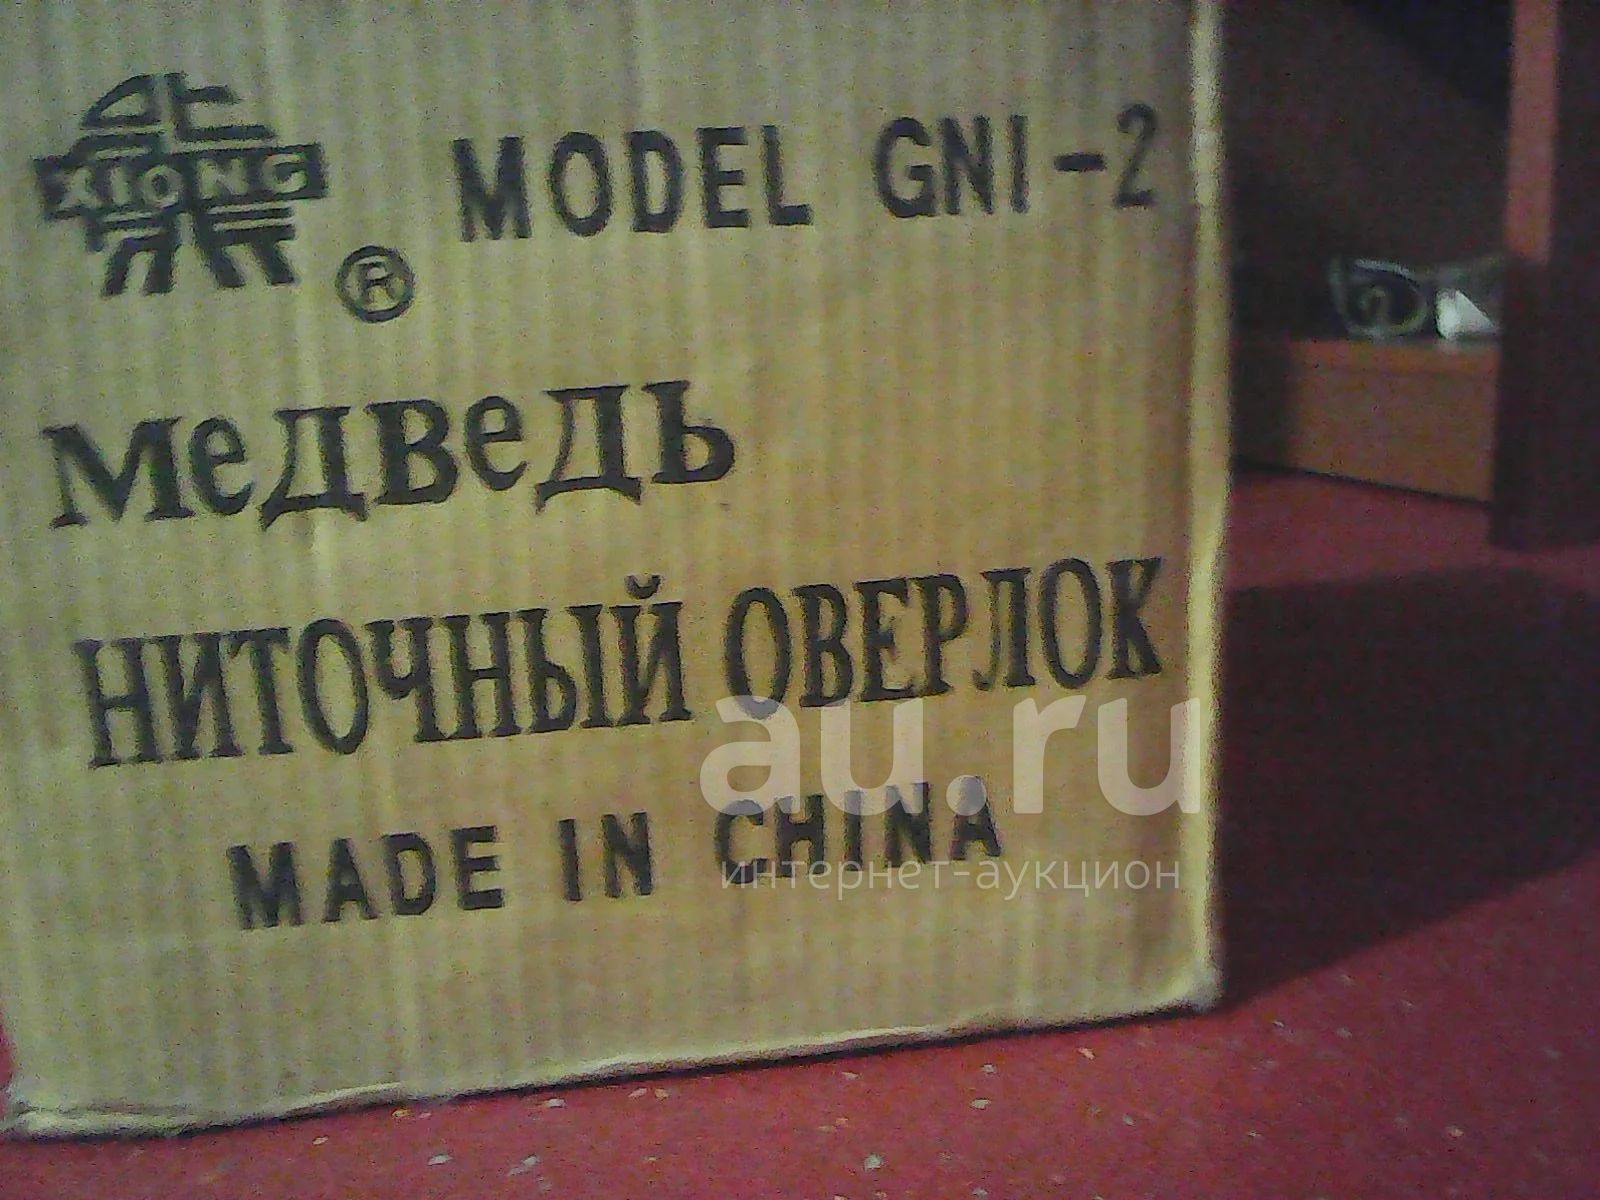 XIONG
®
MODEL GNI-2
Медведь
НИТОЧНЫЙ ОВЕРЛОК
MADE IN CHINA
au.ru
интернет-аукцион